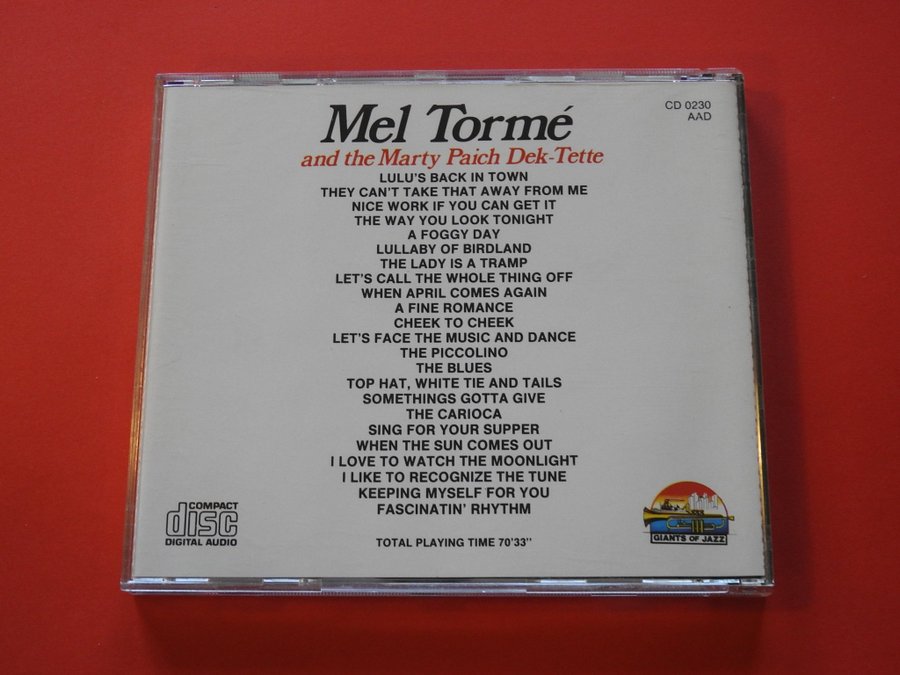 Mel Tormé
and the Marty Paich Dek-Tette
CD 0230
AAD
LULU'S BACK IN TOWN
THEY CAN'T TAKE THAT AWAY FROM ME
NICE WORK IF YOU CAN GET IT
THE WAY YOU LOOK TONIGHT
A FOGGY DAY
LULLABY OF BIRDLAND
THE LADY IS A TRAMP
LET'S CALL THE WHOLE THING OFF
WHEN APRIL COMES AGAIN
A FINE ROMANCE
CHEEK TO CHEEK
LET'S FACE THE MUSIC AND DANCE
THE PICCOLINO
THE BLUES
TOP HAT, WHITE TIE AND TAILS
SOMETHINGS GOTTA GIVE
THE CARIOCA
SING FOR YOUR SUPPER
WHEN THE SUN COMES OUT
I LOVE TO WATCH THE MOONLIGHT
I LIKE TO RECOGNIZE THE TUNE
KEEPING MYSELF FOR YOU
FASCINATIN' RHYTHM
TOTAL PLAYING TIME 70'33"
COMPACT
disc
DIGITAL AUDIO
GIANTS OF JAZZ